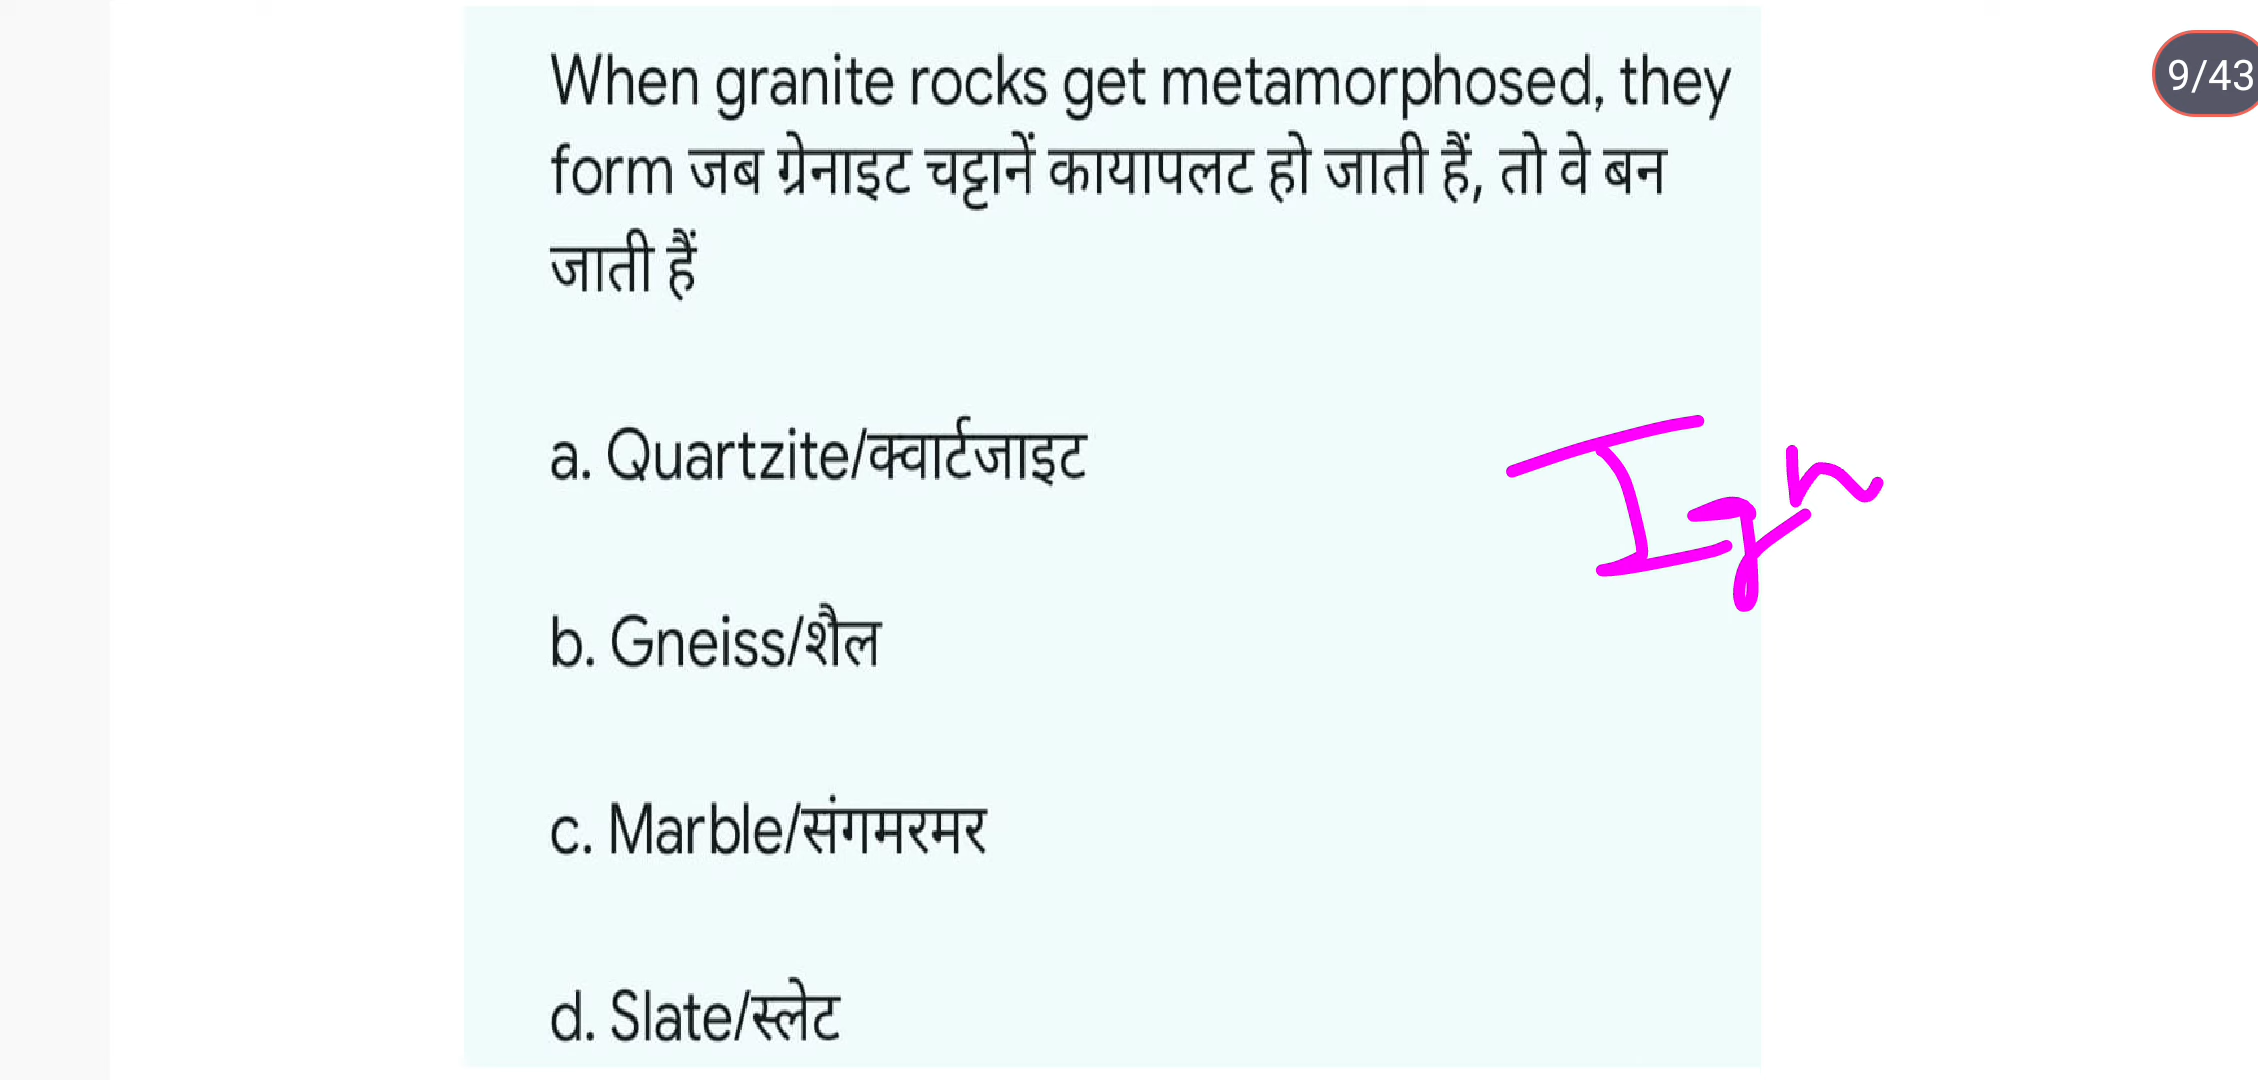 When granite rocks get metamorphosed, they
9/43
form जब ग्रेनाइट चट्टानें कायापलट हो जाती हैं, तो वे बन
जाती हैं
a. Quartzite/क्वार्टजाइट
Ign
b. Gneiss/शैल
c. Marble/संगमरमर
d. Slate/स्लेट